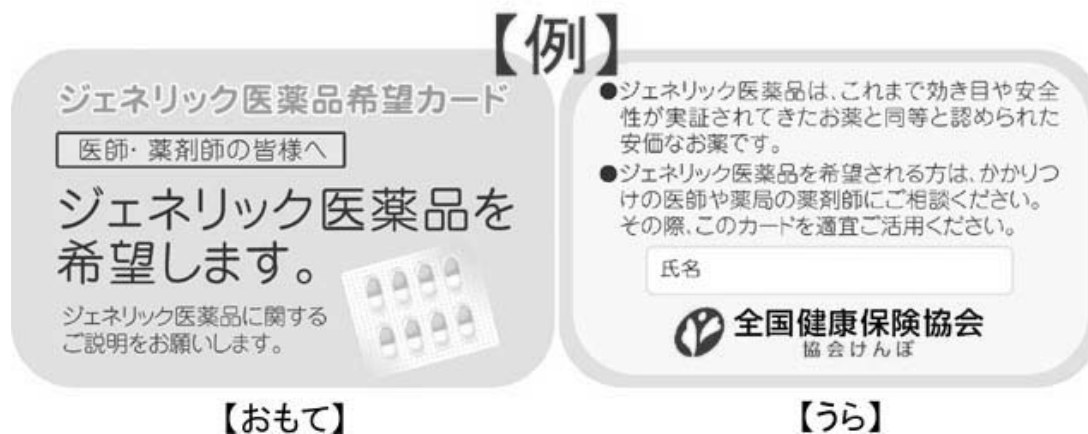 【例】
ジェネリック医薬品希望カード
医師・薬剤師の皆様へ
ジェネリック医薬品を
希望します。
ジェネリック医薬品に関する
ご説明をお願いします。
【おもて】
●ジェネリック医薬品は、これまで効き目や安全
性が実証されてきたお薬と同等と認められた
安価なお薬です。
●ジェネリック医薬品を希望される方は、かかりつ
けの医師や薬局の薬剤師にご相談ください。
その際、このカードを適宜ご活用ください。
氏名
全国健康保険協会
協会けんぽ
【うら】